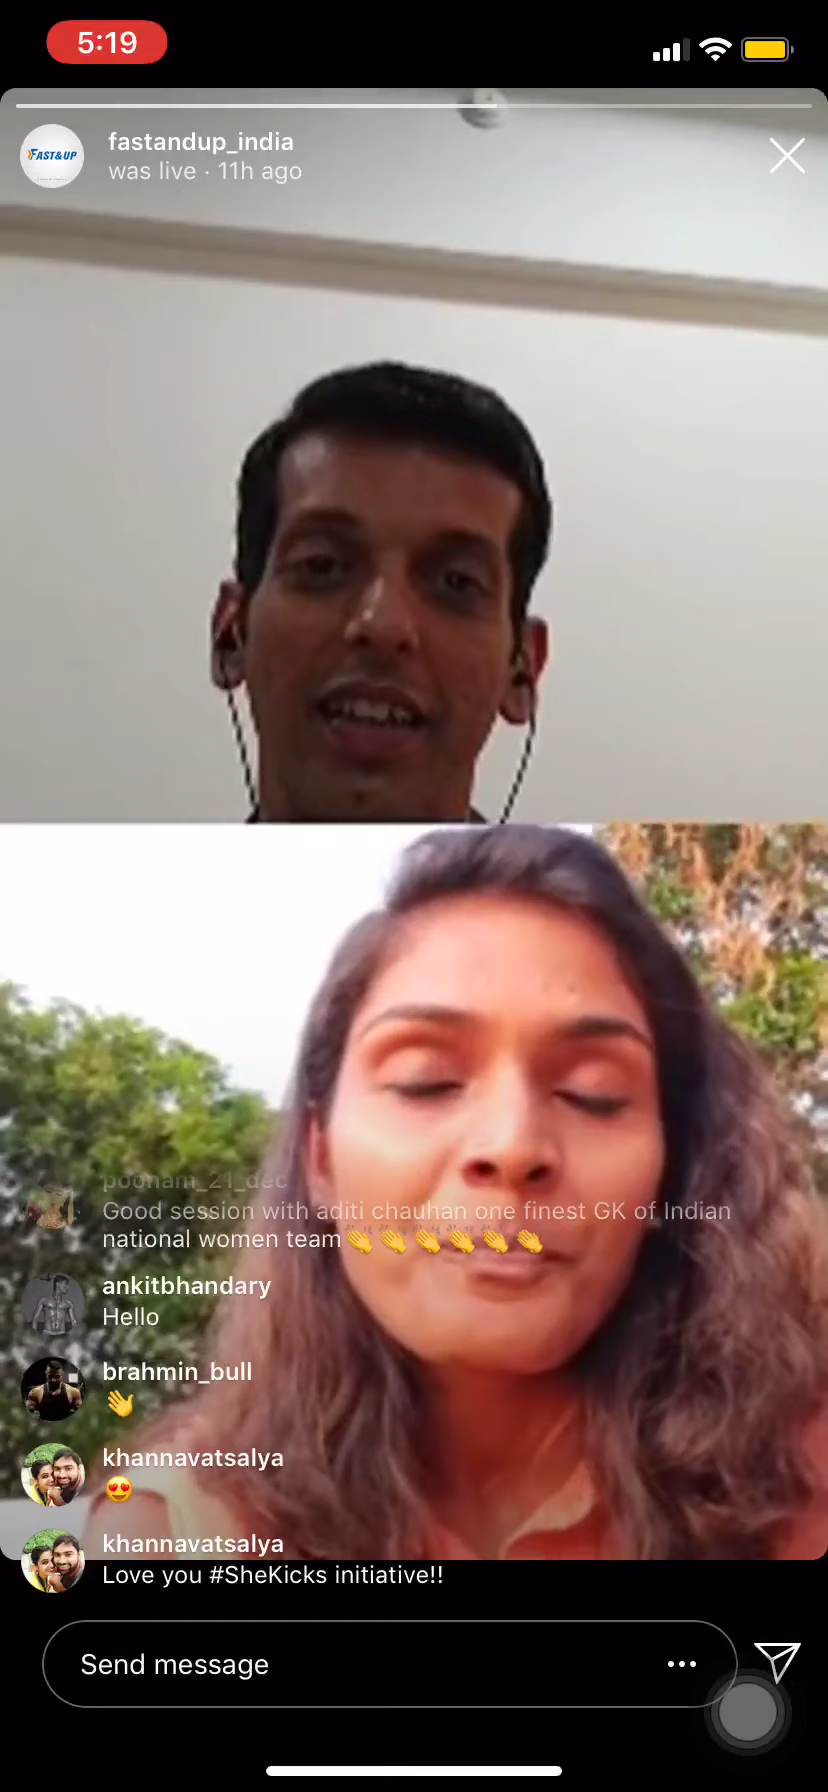 5:19
FAST&UP
fastandup_india
was live · 11h ago
poonam_21_dec
Good session with aditi chauhan one finest GK of Indian
national women team👏👏👏👏👏👏
ankitbhandary
Hello
brahmin_bull
👋
khannavatsalya
😍
khannavatsalya
Love you #SheKicks initiative!!
Send message